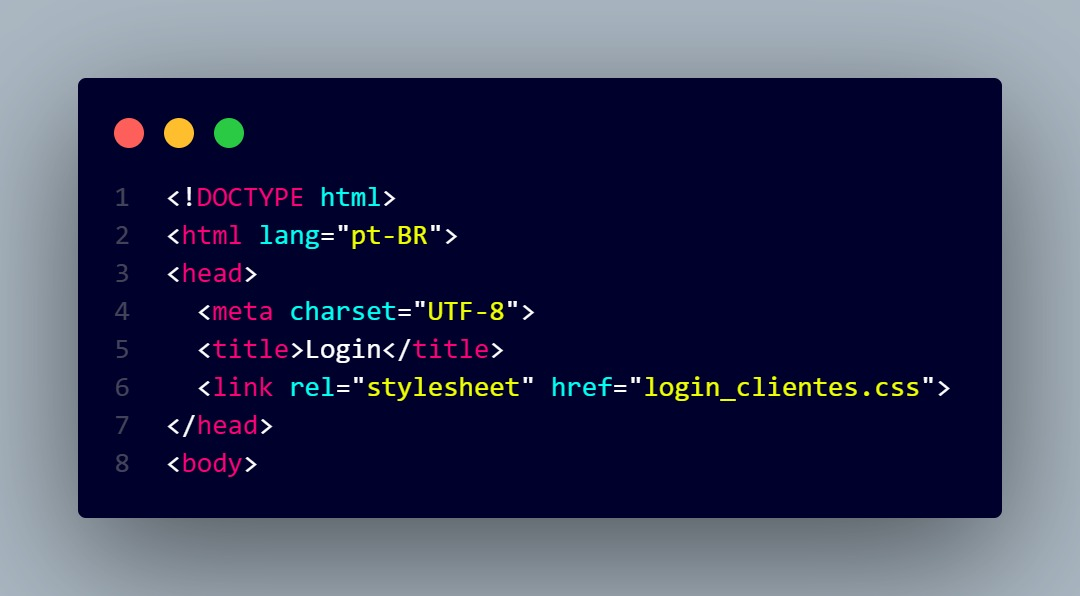 1 <!DOCTYPE html>
2 <html lang="pt-BR">
3 <head>
4   <meta charset="UTF-8">
5   <title>Login</title>
6   <link rel="stylesheet" href="login_clientes.css">
7 </head>
8 <body>